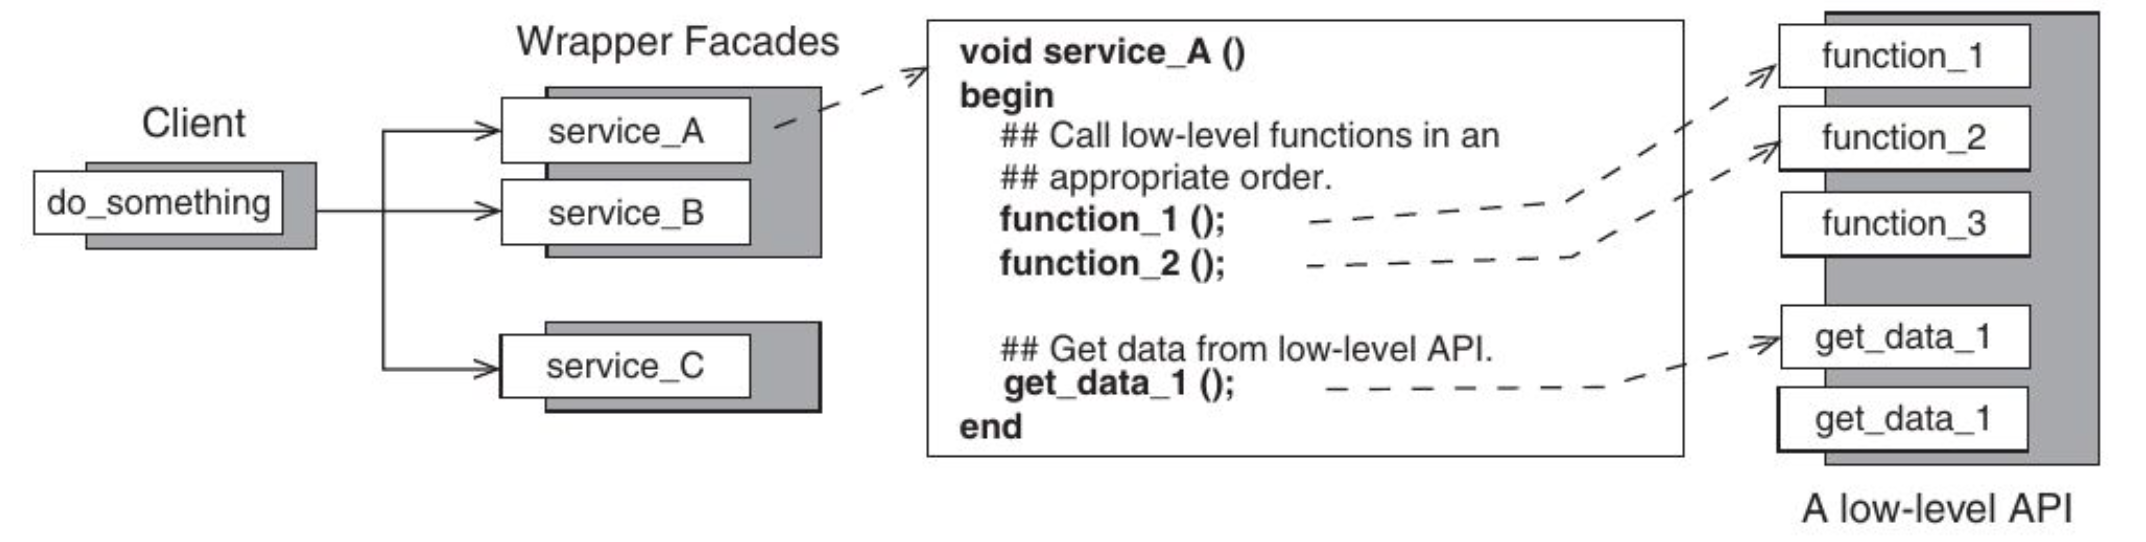 Client
do_something
Wrapper Facades
service_A
service_B
service_C
void service_A ()
begin
## Call low-level functions in an
## appropriate order.
function_1 ();
function_2 ();
## Get data from low-level API.
get_data_1 ();
end
function_1
function_2
function_3
get_data_1
get_data_1
A low-level API